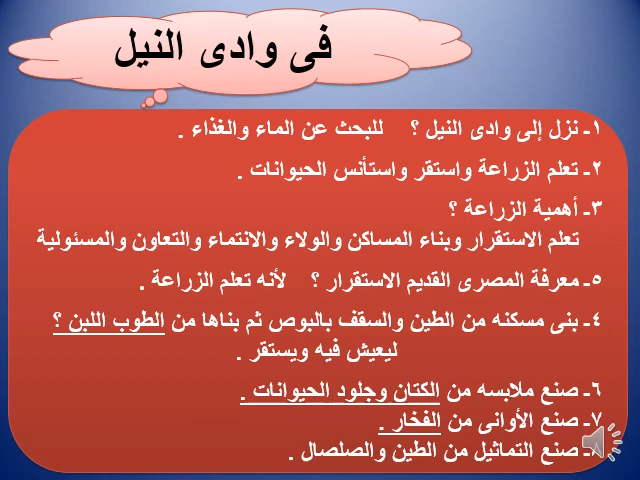 فى وادى النيل
١ـ نزل إلى وادى النيل ؟ للبحث عن الماء والغذاء .
٢ـ تعلم الزراعة واستقر واستأنس الحيوانات .
٣ـ أهمية الزراعة ؟
تعلم الاستقرار وبناء المساكن والولاء والانتماء والتعاون والمسئولية
٥ـ معرفة المصرى القديم الاستقرار ؟ لأنه تعلم الزراعة .
٤ـ بنى مسكنه من الطين والسقف بالبوص ثم بناها من الطوب اللبن ؟
ليعيش فيه ويستقر .
٦ـ صنع ملابسه من الكتان وجلود الحيوانات .
٧ـ صنع الأوانى من الفخار .
٨ـ صنع التماثيل من الطين والصلصال .